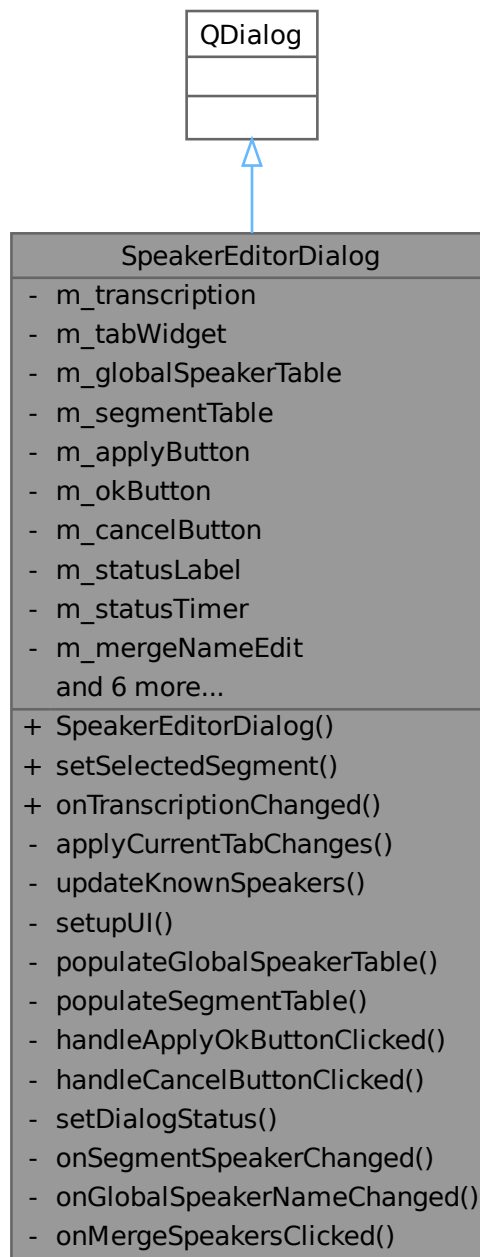 QDialog
SpeakerEditorDialog
- m_transcription
- m_tabWidget
- m_globalSpeakerTable
- m_segmentTable
- m_applyButton
- m_okButton
- m_cancelButton
- m_statusLabel
- m_statusTimer
- m_mergeNameEdit
and 6 more...
+ SpeakerEditorDialog()
+ setSelectedSegment()
+ onTranscriptionChanged()
- applyCurrentTabChanges()
- updateKnownSpeakers()
- setupUI()
- populateGlobalSpeakerTable()
- populateSegmentTable()
- handleApplyOkButtonClicked()
- handleCancelButtonClicked()
- setDialogStatus()
- onSegmentSpeakerChanged()
- onGlobalSpeakerNameChanged()
- onMergeSpeakersClicked()